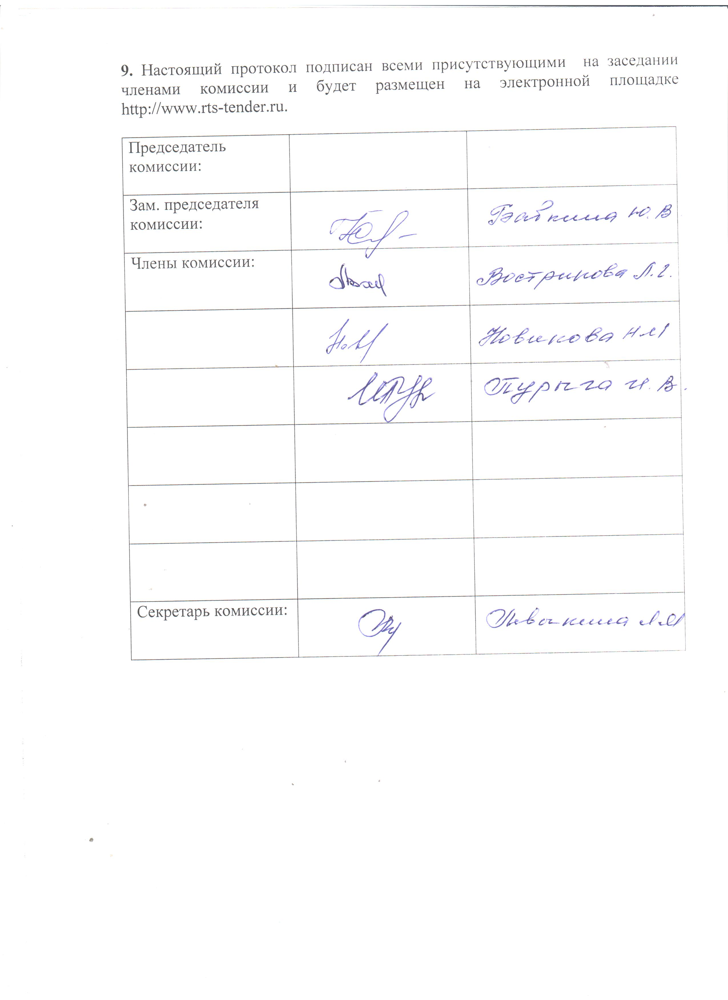 9. Настоящий протокол подписан всеми присутствующими на заседании
членами комиссии и будет размещен на электронной площадке
http://www.rts-tender.ru.
Председатель
комиссии:
Зам. председателя
комиссии:
Ю. В
Члены комиссии:
Вострикова Л. Г.
Новикова Н М
Пурыга И. В.
Секретарь комиссии: